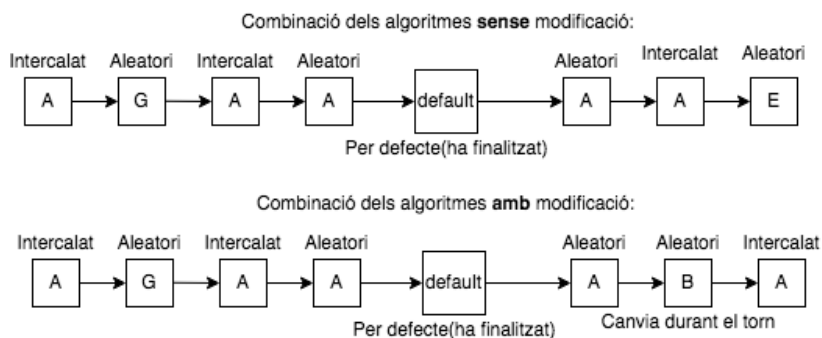 Combinació dels algoritmes sense modificació:
Intercalat Aleatori Intercalat Aleatori Aleatori Intercalat Aleatori
A G A A default A A E
Per defecte(ha finalitzat)
Combinació dels algoritmes amb modificació:
Intercalat Aleatori Intercalat Aleatori Aleatori Aleatori Intercalat
A G A A default A B A
Per defecte(ha finalitzat) Canvia durant el torn